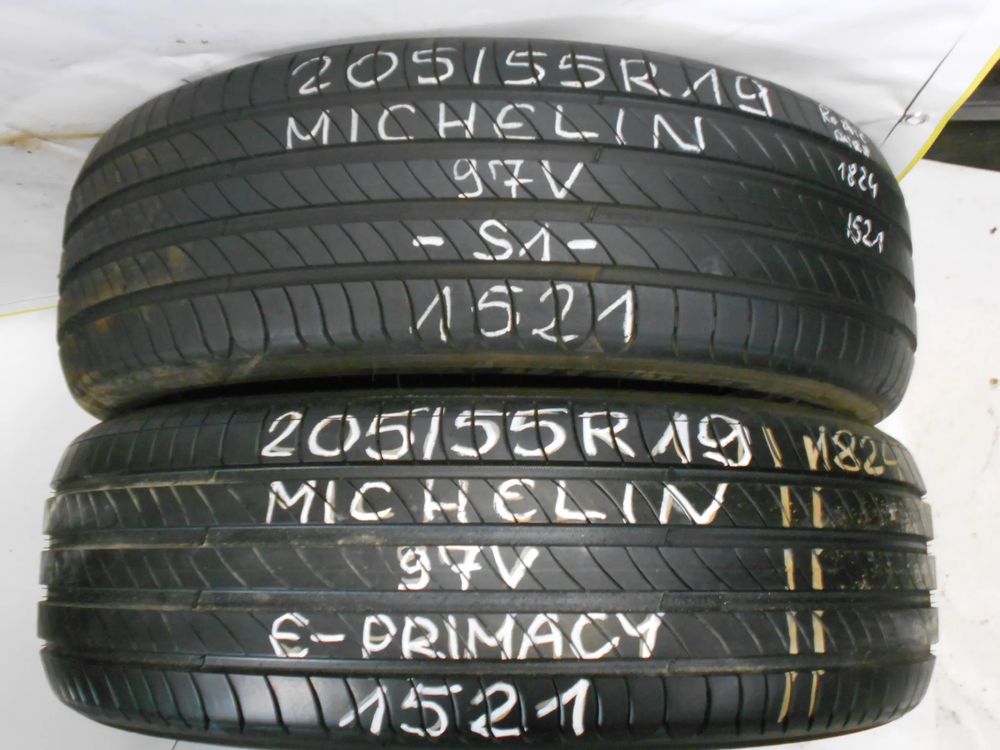 205/55R19
MICHELIN
97V
- S1 -
1521
1824
1521
205/55R19
1824
MICHELIN
97V
E-PRIMACY
1521